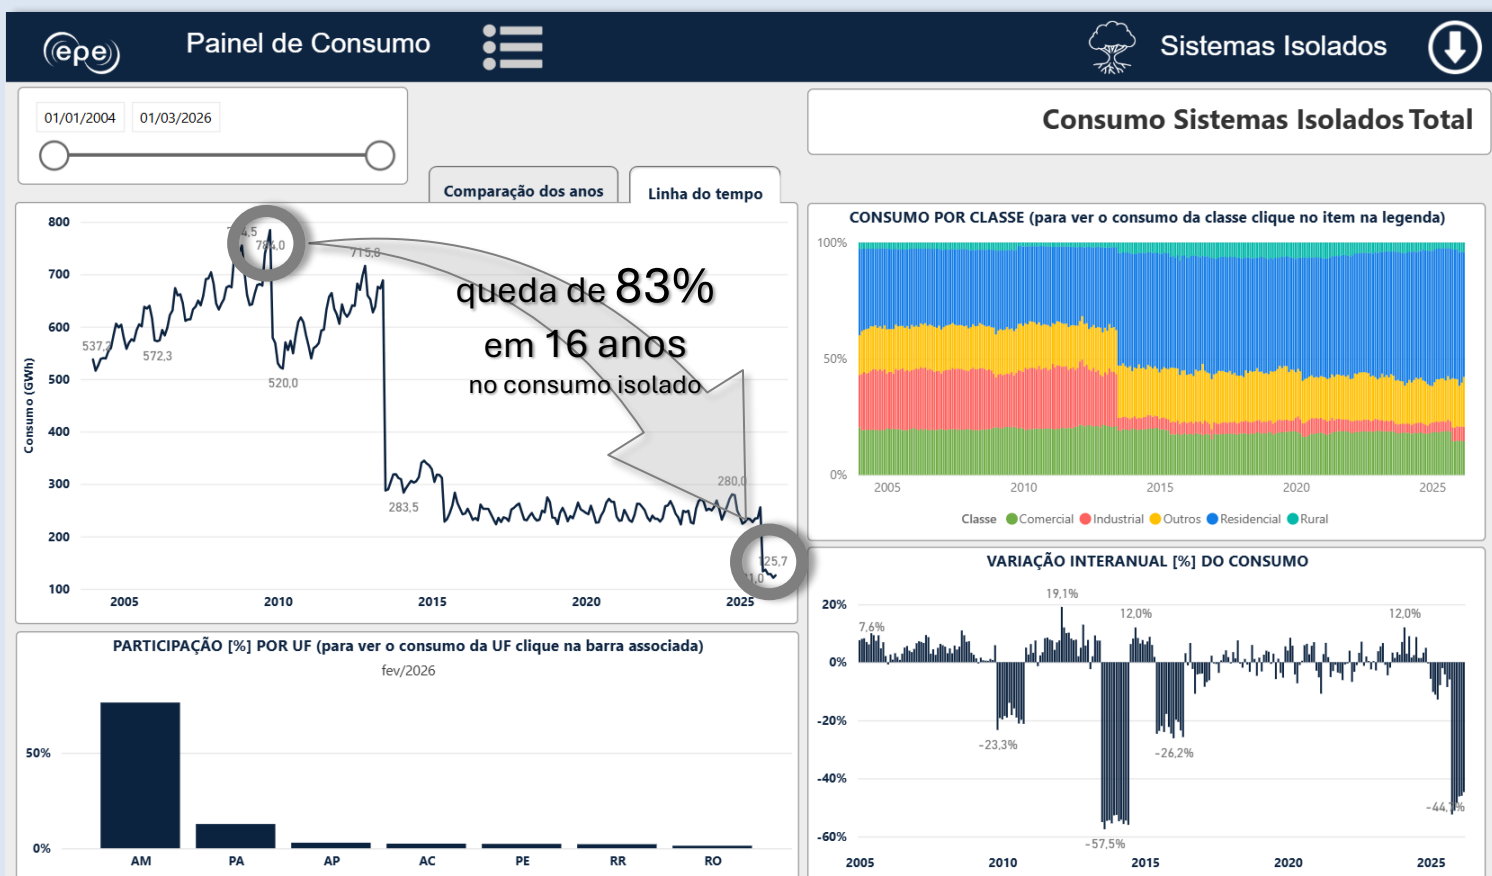 epe
Painel de Consumo
Sistemas Isolados
01/01/2004 01/03/2026
Consumo Sistemas Isolados Total
Comparação dos anos
Linha do tempo
Consumo (GWh)
800
700
600
500
400
300
200
100
537,2
572,3
784,0
520,0
715,8
283,5
280,0
125,7
2005 2010 2015 2020 2025
queda de 83%
em 16 anos
no consumo isolado
CONSUMO POR CLASSE (para ver o consumo da classe clique no item na legenda)
100%
50%
0%
2005 2010 2015 2020 2025
Classe Comercial Industrial Outros Residencial Rural
PARTICIPAÇÃO [%] POR UF (para ver o consumo da UF clique na barra associada)
fev/2026
50%
0%
AM PA AP AC PE RR RO
VARIAÇÃO INTERANUAL [%] DO CONSUMO
20%
0%
-20%
-40%
-60%
7,6%
-23,3%
19,1%
-57,5%
12,0%
-26,2%
12,0%
2005 2010 2015 2020 2025